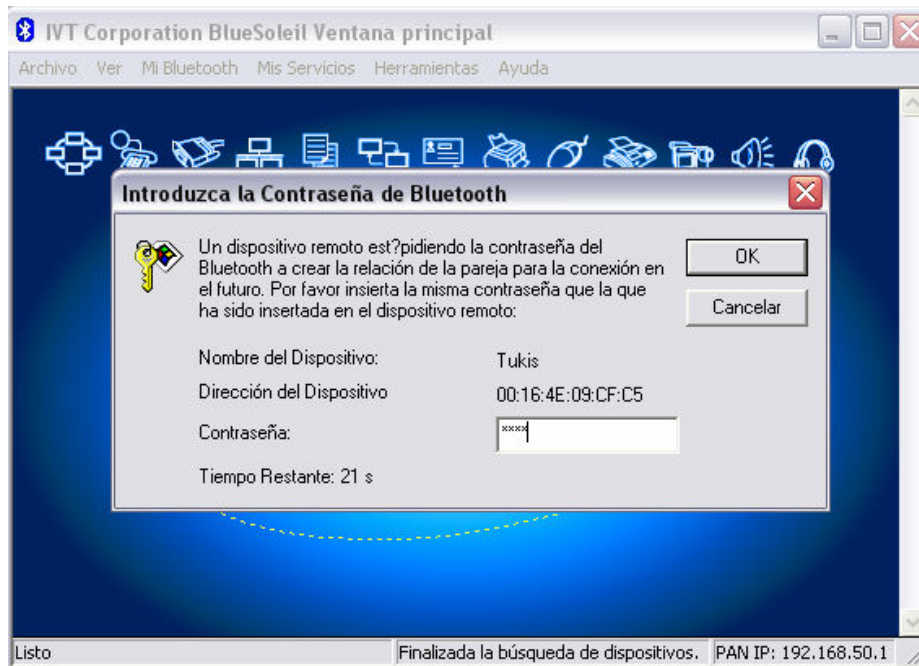 IVT Corporation BlueSoleil Ventana principal
Archivo Ver Mi Bluetooth Mis Servicios Herramientas Ayuda
Introduzca la Contraseña de Bluetooth
Un dispositivo remoto est?pidiendo la contraseña del
Bluetooth a crear la relación de la pareja para la conexión en
el futuro. Por favor insierta la misma contraseña que la que
ha sido insertada en el dispositivo remoto:
OK
Cancelar
Nombre del Dispositivo: Tukis
Dirección del Dispositivo 00:16:4E:09:CF:C5
Contraseña: ****
Tiempo Restante: 21 s
Listo Finalizada la búsqueda de dispositivos. PAN IP: 192.168.50.1